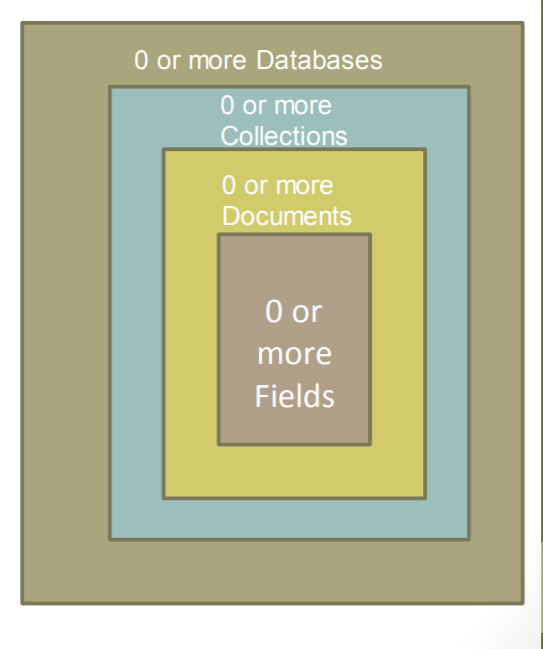 0 or more Databases
0 or more
Collections
0 or more
Documents
0 or
more
Fields